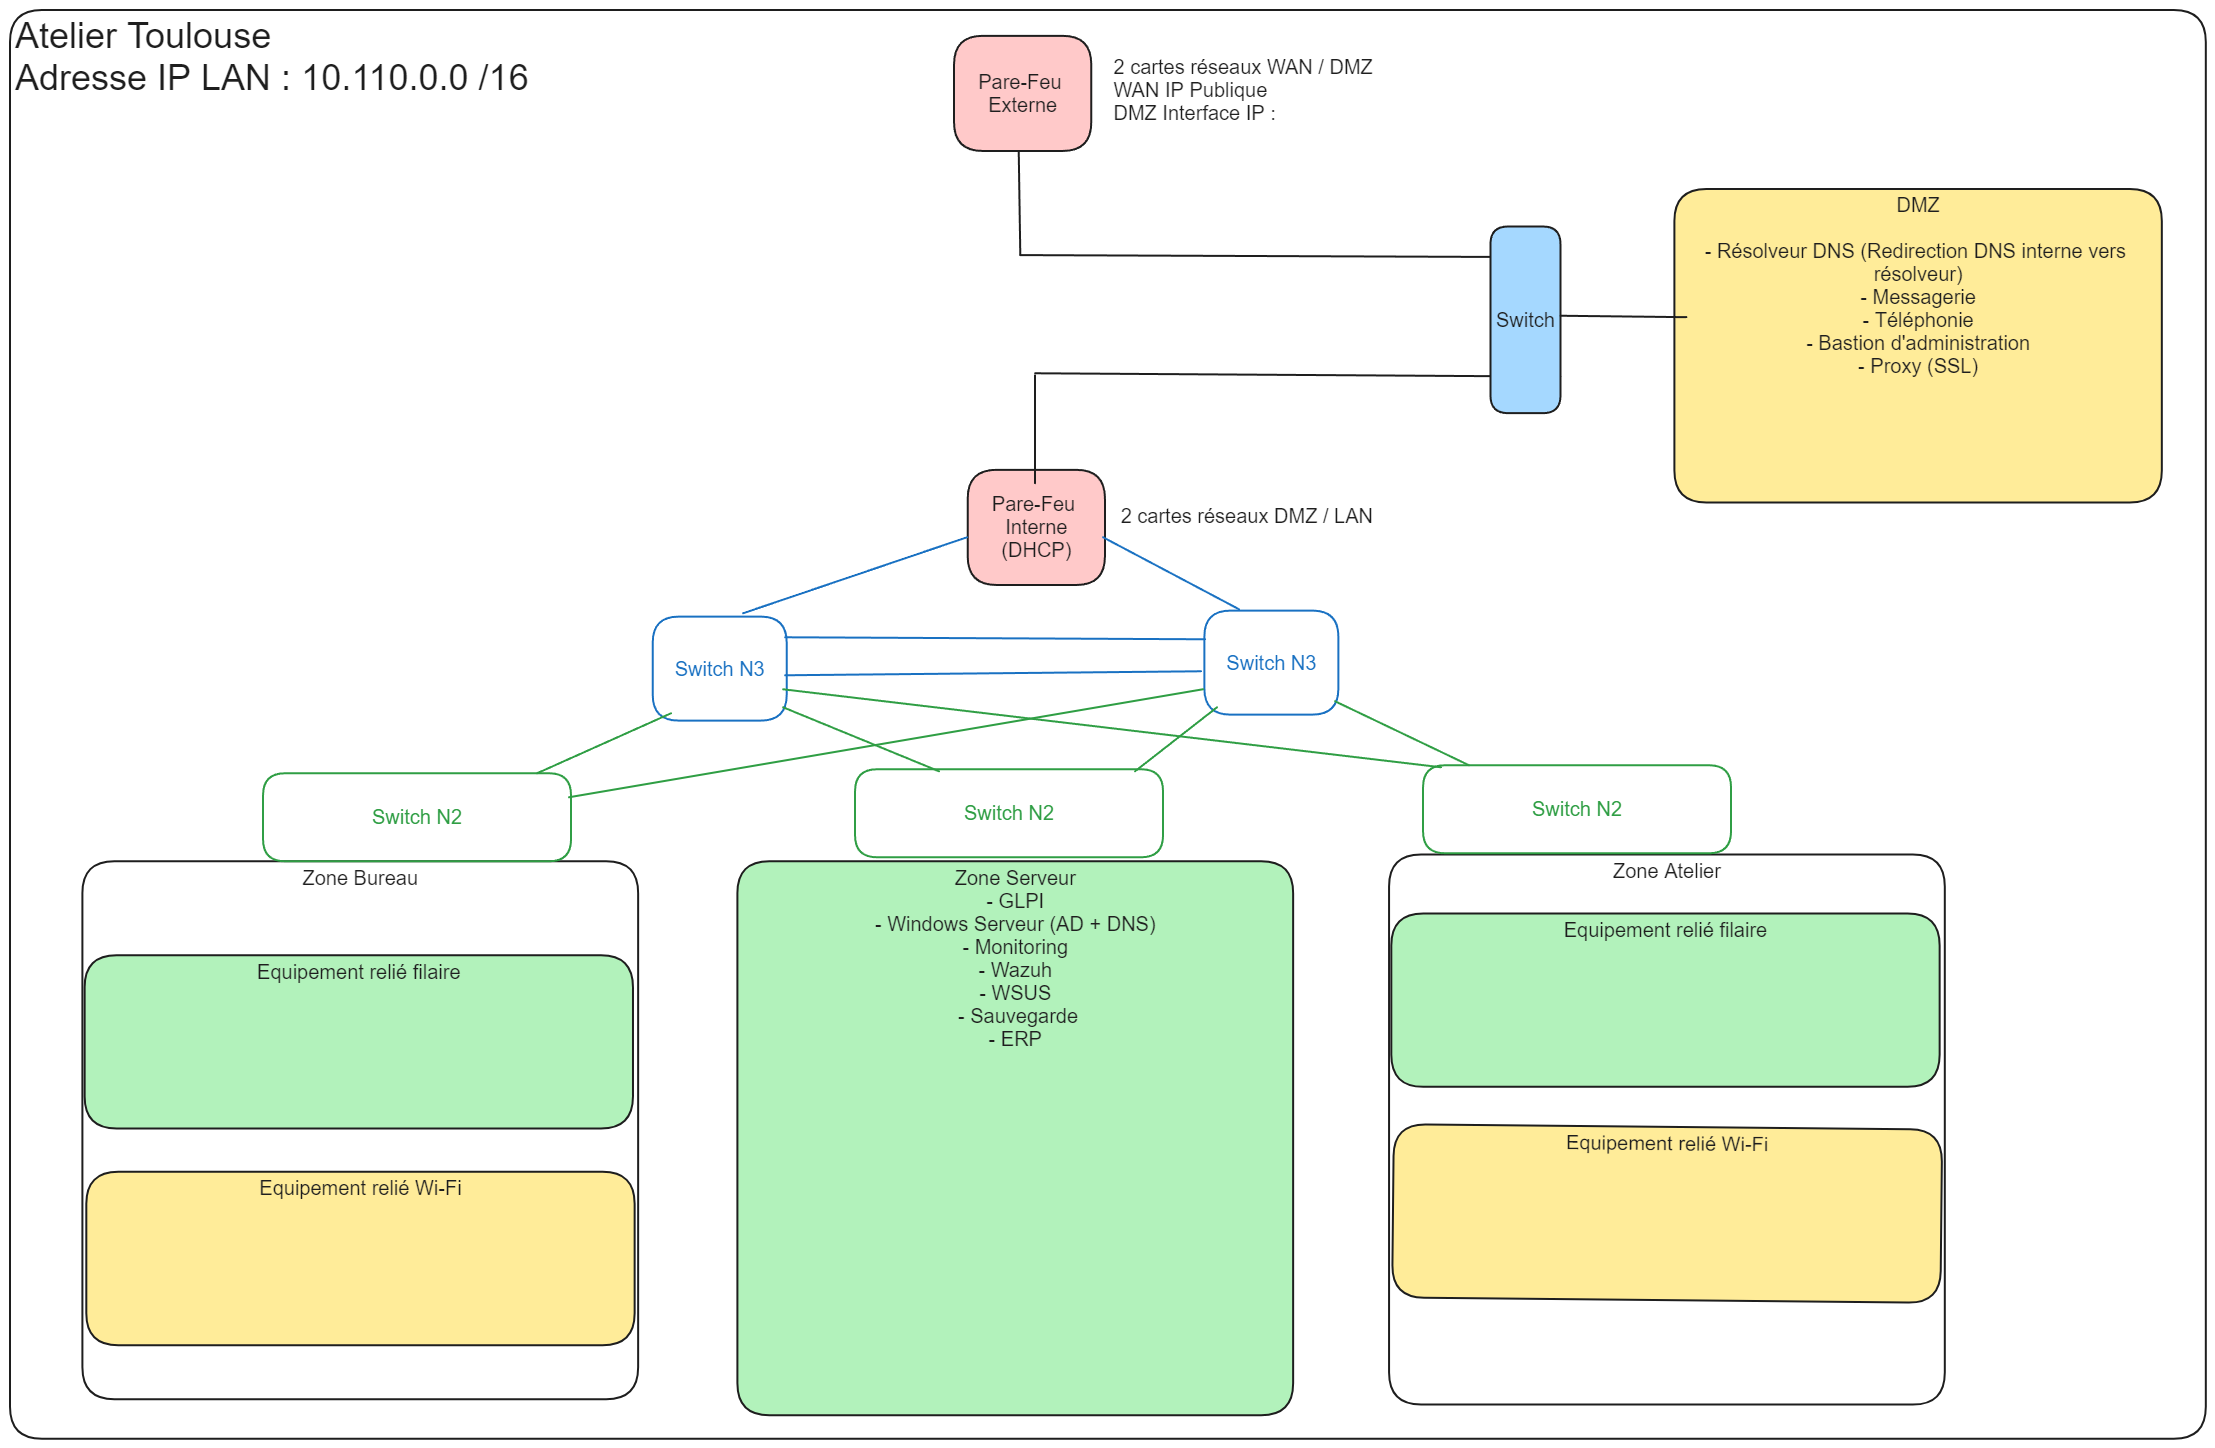 Atelier Toulouse
Adresse IP LAN : 10.110.0.0 /16
Pare-Feu
Externe
2 cartes réseaux WAN / DMZ
WAN IP Publique
DMZ Interface IP :
DMZ
- Résolveur DNS (Redirection DNS interne vers
résolveur)
- Messagerie
- Téléphonie
- Bastion d'administration
- Proxy (SSL)
Switch
Pare-Feu
Interne
(DHCP)
2 cartes réseaux DMZ / LAN
Switch N3
Switch N3
Switch N2
Switch N2
Switch N2
Zone Bureau
Equipement relié filaire
Equipement relié Wi-Fi
Zone Serveur
- GLPI
- Windows Serveur (AD + DNS)
- Monitoring
- Wazuh
- WSUS
- Sauvegarde
- ERP
Zone Atelier
Equipement relié filaire
Equipement relié Wi-Fi